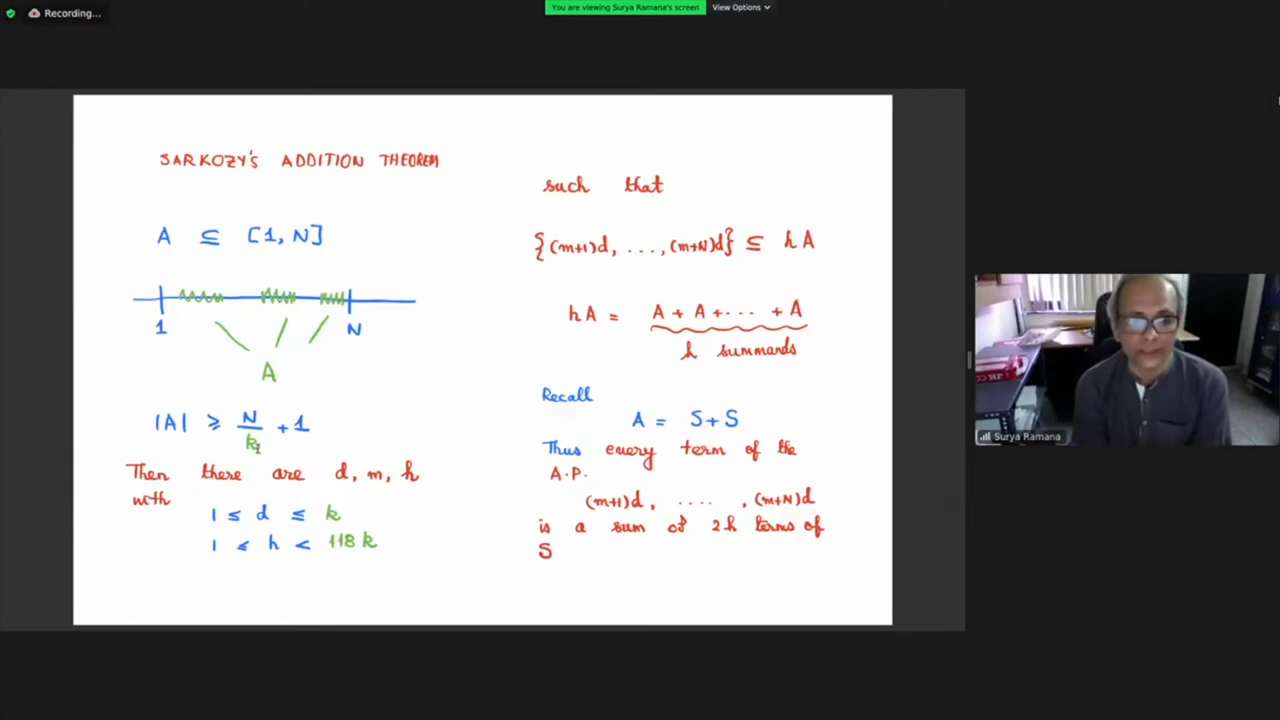 Recording...
You are viewing Surya Ramana's screen
View Options
SARKOZY'S ADDITION THEOREM
A ⊆ [1, N]
1 N
A
|A| ⩾ N/k + 1
Then there are d, m, h
with
1 ≤ d ≤ k
1 ≤ h < 118 k
such that
{(m+1)d, ..., (m+N)d} ⊆ hA
hA = A + A + ... + A
h summands
Recall
A = S+S
Thus every term of the
A.P.
(m+1)d, ...., (m+N)d
is a sum of 2h terms of
S
Surya Ramana